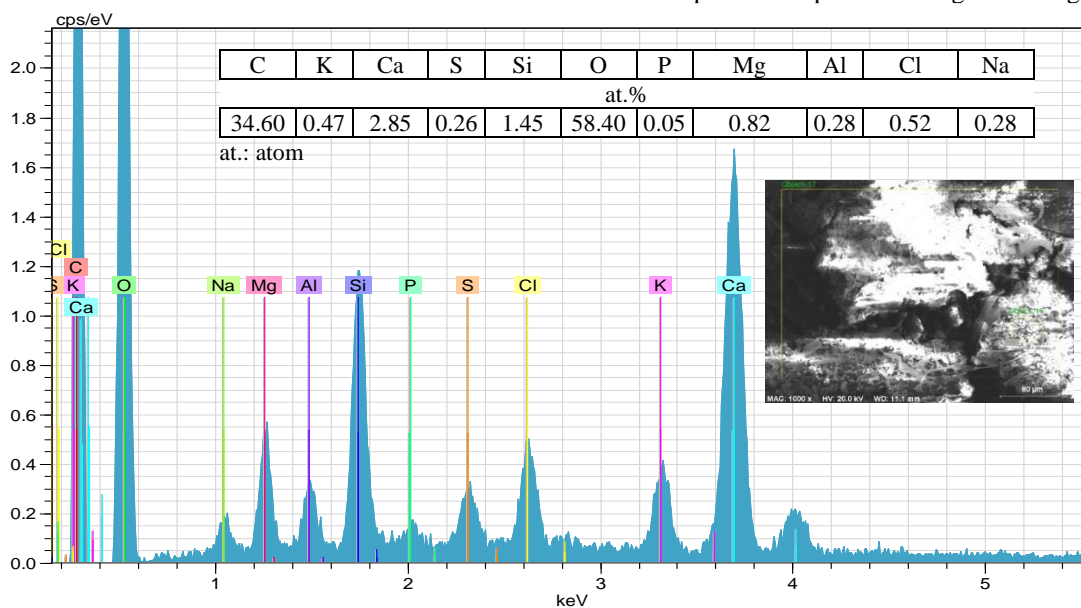 cps/eV
2.0
1.8
1.6
1.4
1.2
1.0
0.8
0.6
0.4
0.2
0.0
C K Ca S Si O P Mg Al Cl Na
at.%
34.60 0.47 2.85 0.26 1.45 58.40 0.05 0.82 0.28 0.52 0.28
at.: atom
Cl
C
S K O Na Mg Al Si P S Cl K Ca
Ca
MAG: 1000 x HV: 20.0 kV WD: 11.1 mm
80 µm
1 2 3 4 5
keV